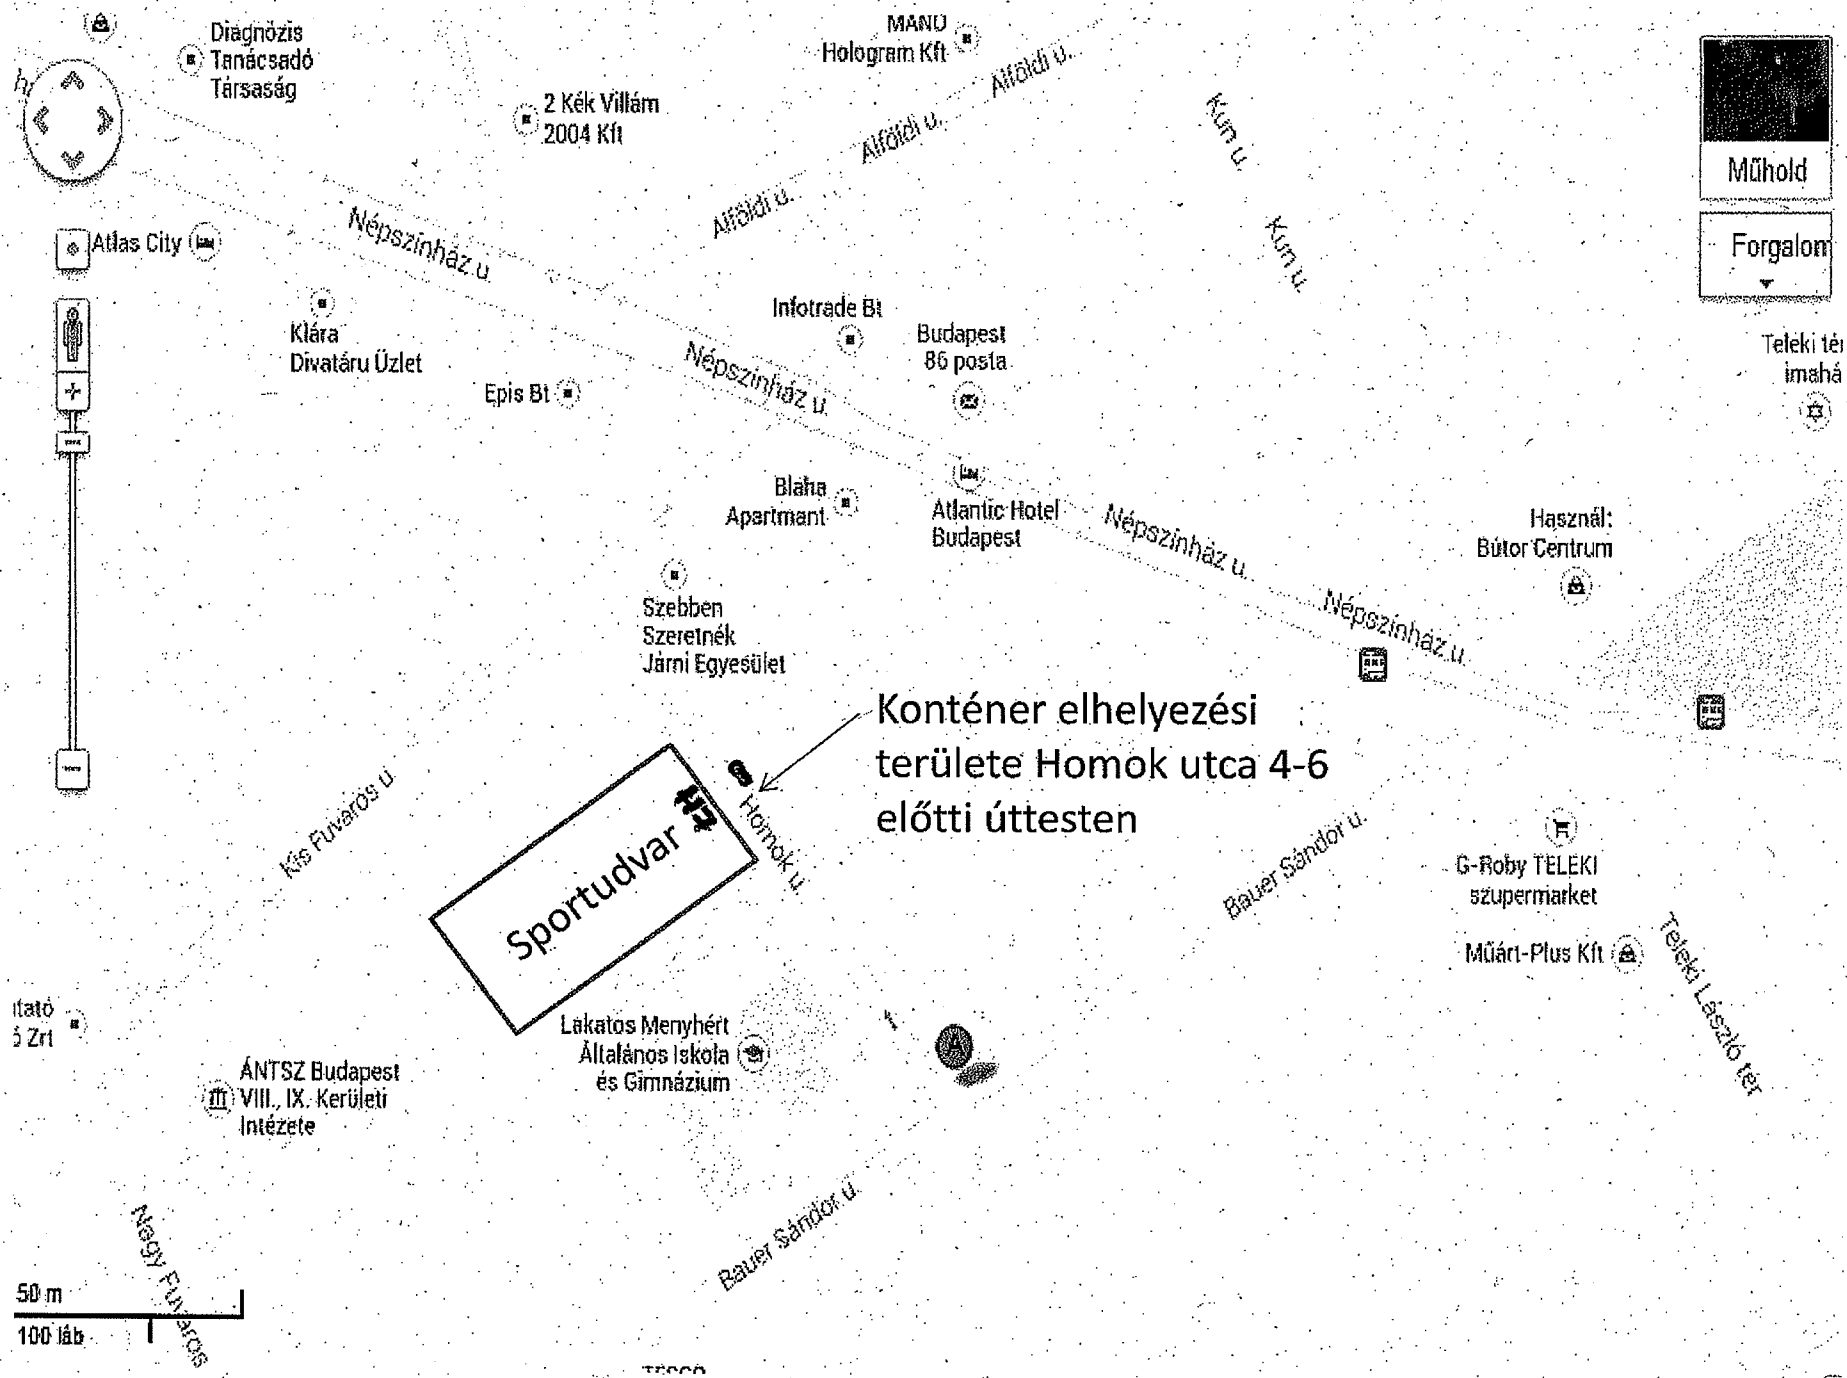 Diagnózis
Tanácsadó
Társaság
MANU
Hologram Kft
2 Kék Villám
2004 Kft
Alföldi u.
Alföldi u.
Alföldi u.
Kun u.
Kun u.
Műhold
Forgalom
Atlas City
Népszínház u.
Klára
Divatáru Üzlet
Epis Bt
Népszínház u.
Infotrade Bt
Budapest
86 posta
Teleki tér
imahá
Blaha
Apartmant
Atlantic Hotel
Budapest
Népszínház u.
Használ:
Bútor Centrum
Népszínház u.
Szebben
Szeretnék
Járni Egyesület
Konténer elhelyezési
területe Homok utca 4-6
előtti úttesten
Kis Fuvaros u.
Sportudvar
Homok u.
Bauer Sándor u.
G-Roby TELEKI
szupermarket
Műárt-Plus Kft
Teleki László tér
Lakatos Menyhért
Általános Iskola
és Gimnázium
A
ÁNTSZ Budapest
VIII., IX. Kerületi
Intézete
Bauer Sándor u.
Nagy Fuvaros
50 m
100 láb
TESCO